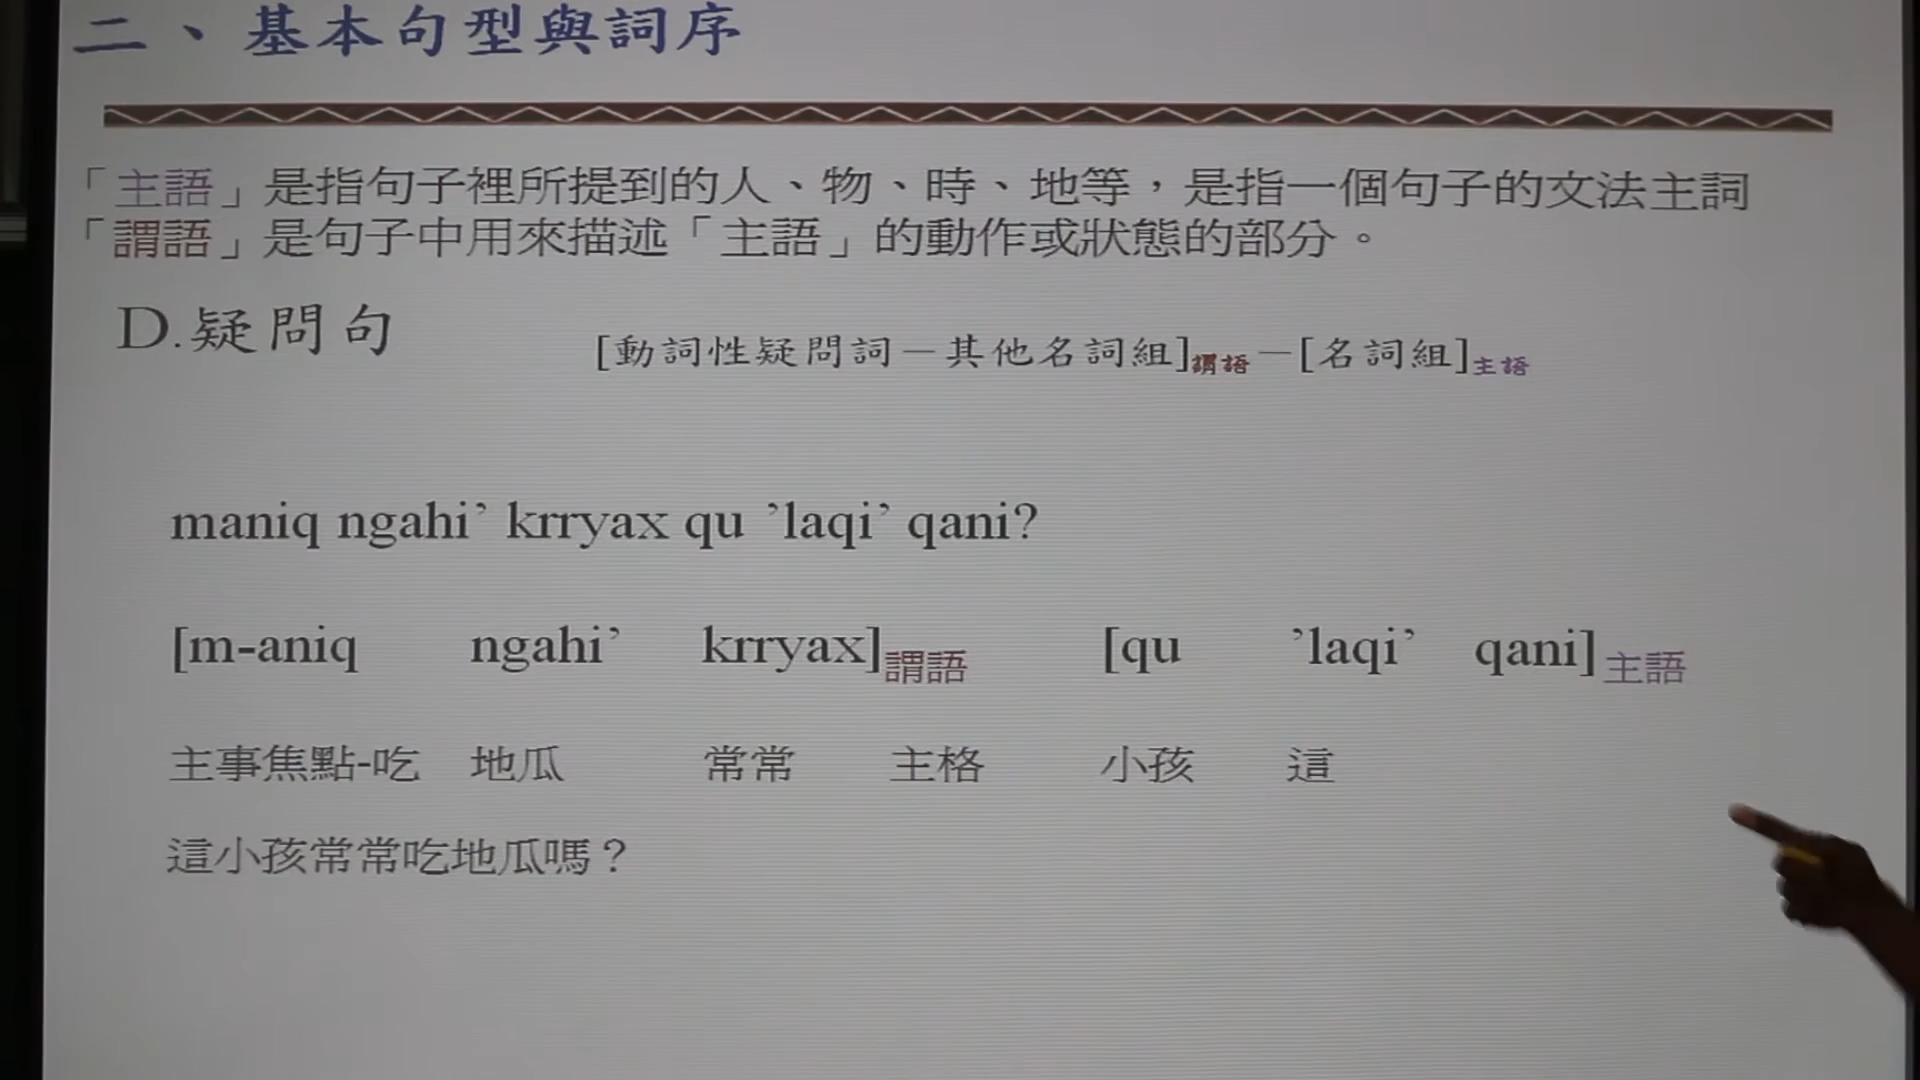 二、基本句型與詞序
「主語」是指句子裡所提到的人、物、時、地等，是指一個句子的文法主詞
「謂語」是句子中用來描述「主語」的動作或狀態的部分。
D.疑問句 [動詞性疑問詞－其他名詞組]謂語－[名詞組]主語
maniq ngahi’ krryax qu ’laqi’ qani?
[m-aniq ngahi’ krryax]謂語 [qu ’laqi’ qani]主語
主事焦點-吃 地瓜 常常 主格 小孩 這
這小孩常常吃地瓜嗎？